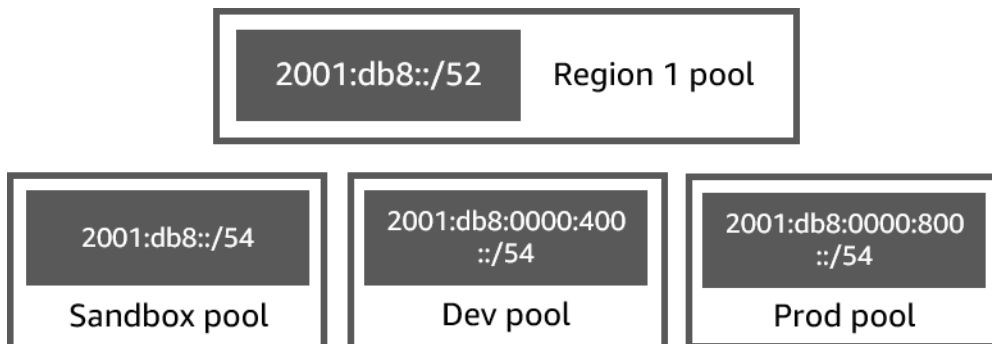 2001:db8::/52
Region 1 pool
2001:db8::/54
Sandbox pool
2001:db8:0000:400
::/54
Dev pool
2001:db8:0000:800
::/54
Prod pool